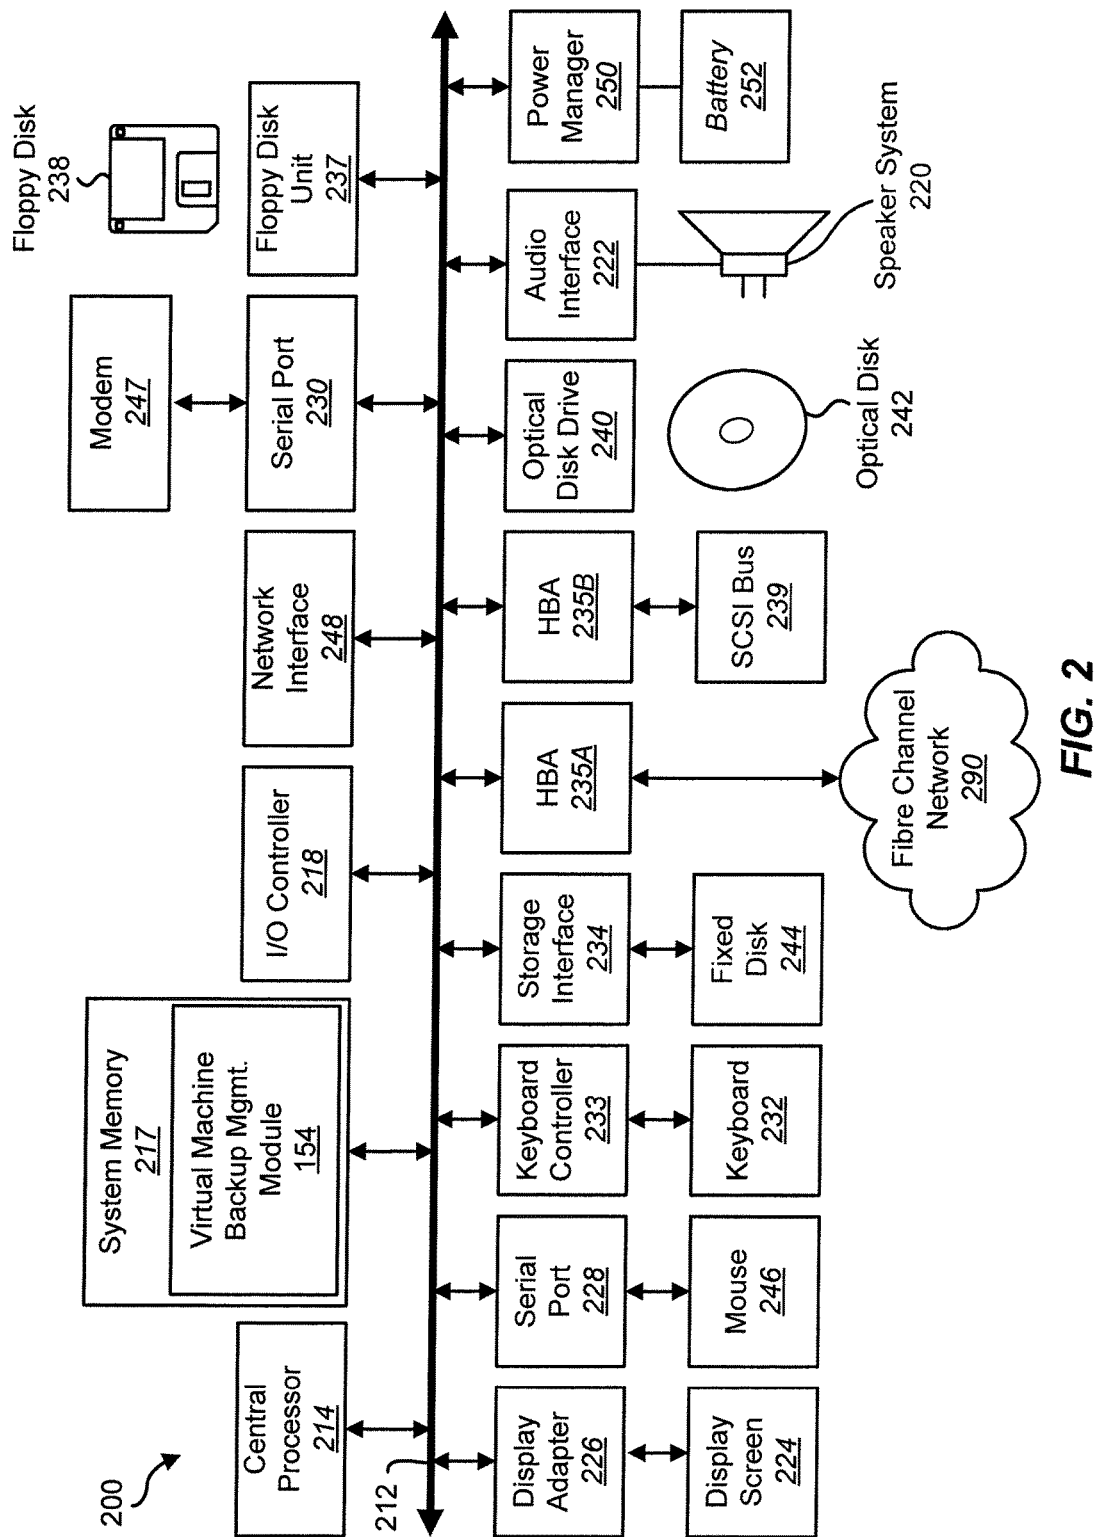 200
Central
Processor
214
System Memory
217
Virtual Machine
Backup Mgmt.
Module
154
I/O Controller
218
Network
Interface
248
Modem
247
Serial Port
230
Floppy Disk
238
Floppy Disk
Unit
237
212
Display
Adapter
226
Serial
Port
228
Keyboard
Controller
233
Storage
Interface
234
HBA
235A
HBA
235B
Optical
Disk Drive
240
Audio
Interface
222
Power
Manager
250
Display
Screen
224
Mouse
246
Keyboard
232
Fixed
Disk
244
Fibre Channel
Network
290
SCSI Bus
239
Optical Disk
242
Speaker System
220
Battery
252
FIG. 2